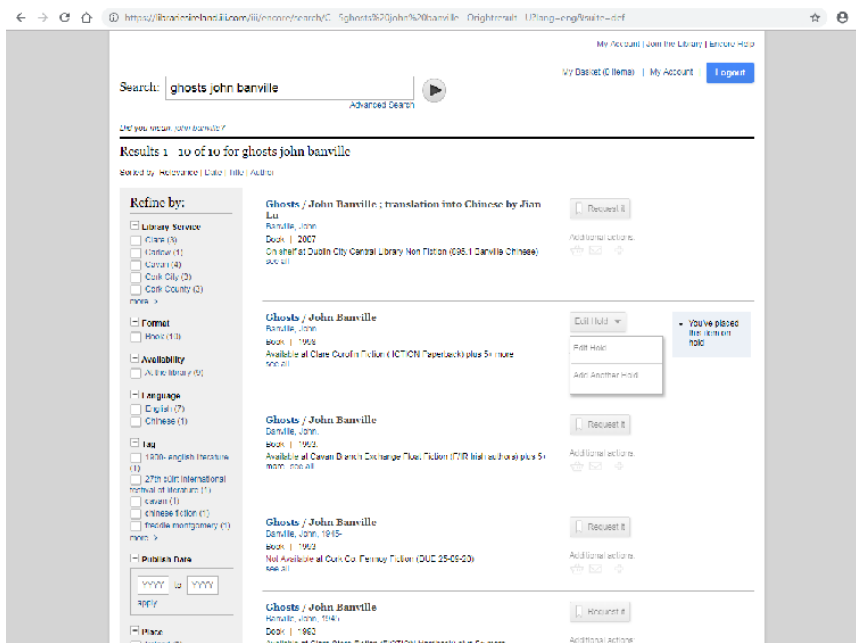 My Account | Join the Library | Encore Help
My Basket (0 items) | My Account | Logout
Search: ghosts john banville
Advanced Search
Did you mean john banville?
Results 1 - 10 of 10 for ghosts john banville
Sorted by Relevance | Date | Title | Author
Refine by:
Library Service
Clare (3)
Carlow (1)
Cavan (4)
Cork City (3)
Cork County (3)
more >
Format
Book (10)
Availability
At the library (9)
Language
English (7)
Chinese (1)
Tag
1900- english literature
(1)
27th cúirt international
festival of literature (1)
cavan (1)
chinese fiction (1)
freddie montgomery (1)
more >
Publish Date
YYYY to YYYY
apply
Place
Ghosts / John Banville ; translation into Chinese by Jian
Lu
Banville, John.
Book | 2007
On shelf at Dublin City Central Library Non Fiction (895.1 Banville Chinese)
see all
Request it
Additional actions:
Ghosts / John Banville
Banville, John
Book |
Available at Clare Corofin Fiction (FICTION Paperback) plus 5+ more
see all
Edit Hold
Edit Hold
Add Another Hold
You've placed
this item on
hold
Ghosts / John Banville
Banville, John.
Book | 1993.
Available at Cavan Branch Exchange Float Fiction (F/IR Irish authors) plus 5+
more see all
Request it
Additional actions:
Ghosts / John Banville
Banville, John, 1945-
Book | 1993
Not Available at Cork Co. Fermoy Fiction (DUE 25-09-20)
see all
Request it
Additional actions:
Ghosts / John Banville
Banville, John, 1945-
Book | 1993
Request it
Additional actions: